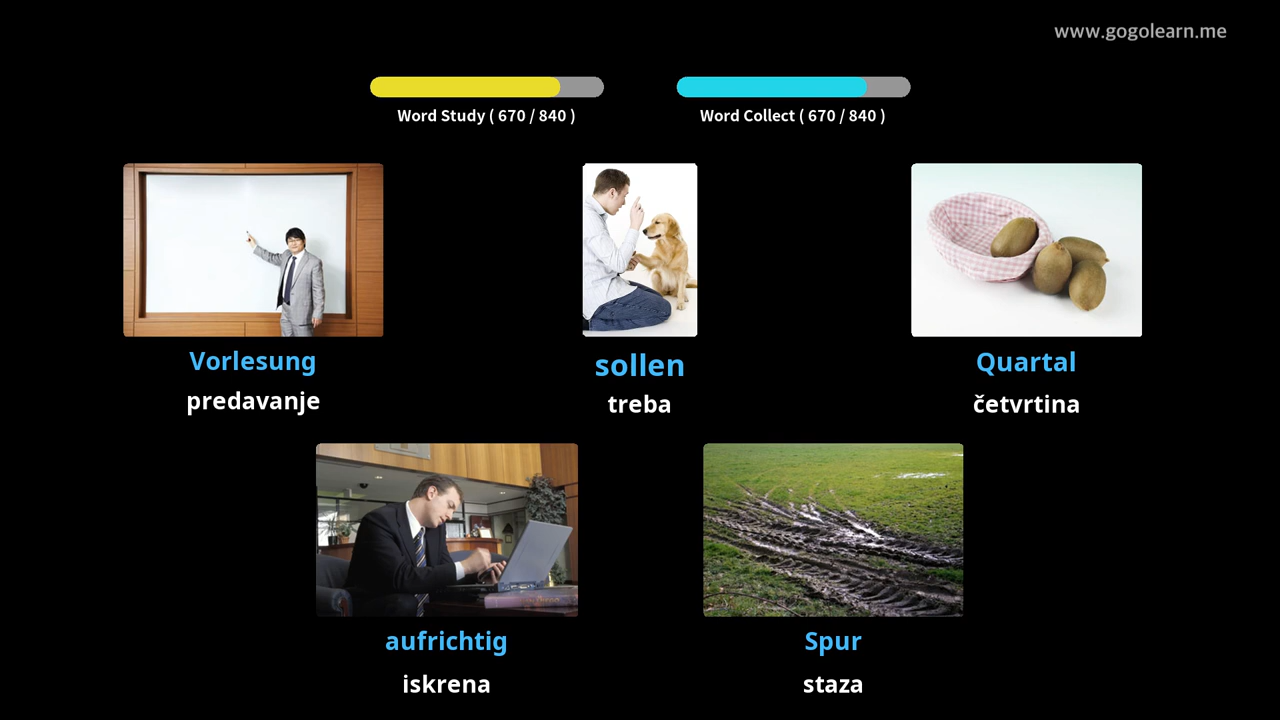 www.gogolearn.me
Word Study ( 670 / 840 )
Word Collect ( 670 / 840 )
Vorlesung
predavanje
sollen
treba
Quartal
četvrtina
aufrichtig
iskrena
Spur
staza